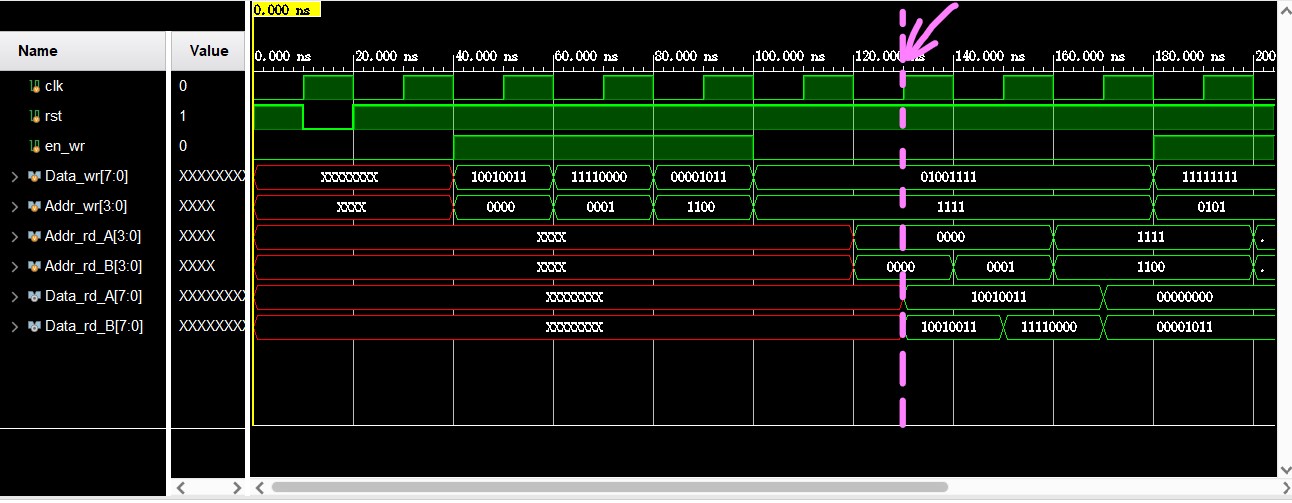 0.000 ns
Name Value
0.000 ns 20.000 ns 40.000 ns 60.000 ns 80.000 ns 100.000 ns 120.000 ns 140.000 ns 160.000 ns 180.000 ns 200
clk 0
rst 1
en_wr 0
Data_wr[7:0] XXXXXXXX XXXXXXXX 10010011 11110000 00001011 01001111 11111111
Addr_wr[3:0] XXXX XXXX 0000 0001 1100 1111 0101
Addr_rd_A[3:0] XXXX XXXX 0000 1111 .
Addr_rd_B[3:0] XXXX XXXX 0000 0001 1100 .
Data_rd_A[7:0] XXXXXXXX XXXXXXXX 10010011 00000000
Data_rd_B[7:0] XXXXXXXX XXXXXXXX 10010011 11110000 00001011